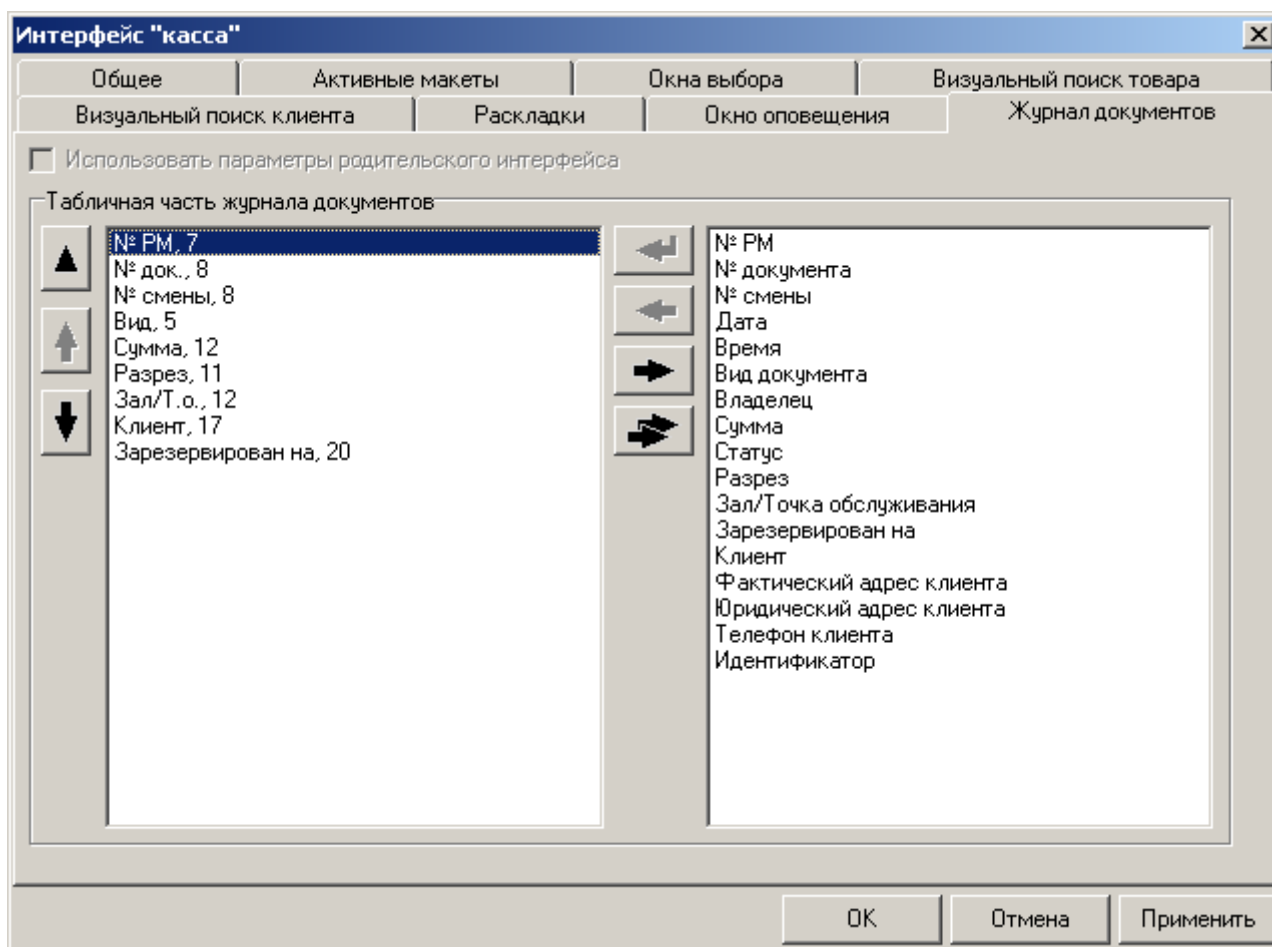 Интерфейс "касса"
Общее
Активные макеты
Окна выбора
Визуальный поиск товара
Визуальный поиск клиента
Раскладки
Окно оповещения
Журнал документов
Использовать параметры родительского интерфейса
Табличная часть журнала документов
№ РМ, 7
№ док., 8
№ смены, 8
Вид, 5
Сумма, 12
Разрез, 11
Зал/Т.о., 12
Клиент, 17
Зарезервирован на, 20
№ РМ
№ документа
№ смены
Дата
Время
Вид документа
Владелец
Сумма
Статус
Разрез
Зал/Точка обслуживания
Зарезервирован на
Клиент
Фактический адрес клиента
Юридический адрес клиента
Телефон клиента
Идентификатор
ОК
Отмена
Применить